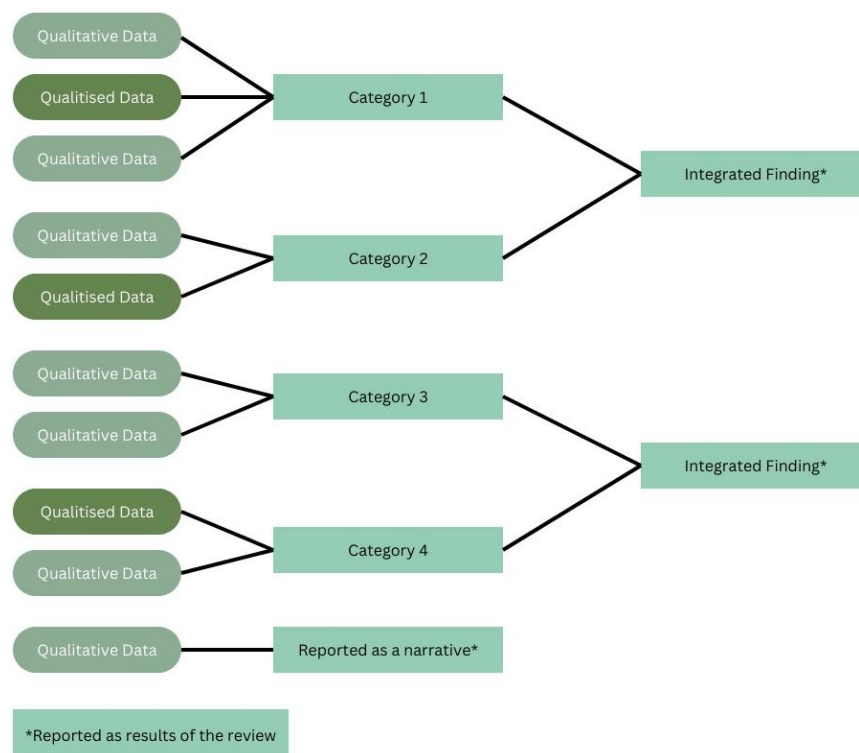 Qualitative Data
Qualitised Data
Category 1
Qualitative Data
Integrated Finding*
Qualitative Data
Category 2
Qualitised Data
Qualitative Data
Category 3
Qualitative Data
Integrated Finding*
Qualitised Data
Category 4
Qualitative Data
Qualitative Data
Reported as a narrative*
*Reported as results of the review